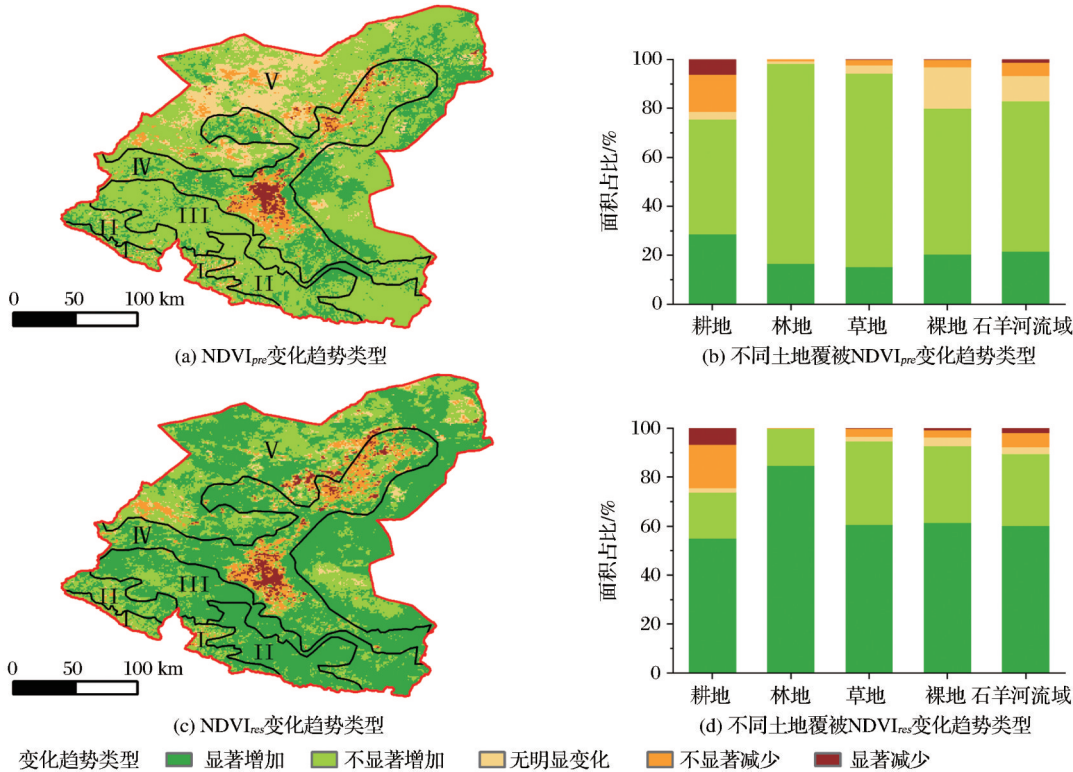 V
IV
III
II
I
I
II
0 50 100 km
(a) NDVIpre变化趋势类型
100
80
60
40
20
0
面积占比/%
耕地 林地 草地 裸地 石羊河流域
(b) 不同土地覆被NDVIpre变化趋势类型
V
IV
III
II
I
I
II
0 50 100 km
(c) NDVIres变化趋势类型
100
80
60
40
20
0
面积占比/%
耕地 林地 草地 裸地 石羊河流域
(d) 不同土地覆被NDVIres变化趋势类型
变化趋势类型 显著增加 不显著增加 无明显变化 不显著减少 显著减少